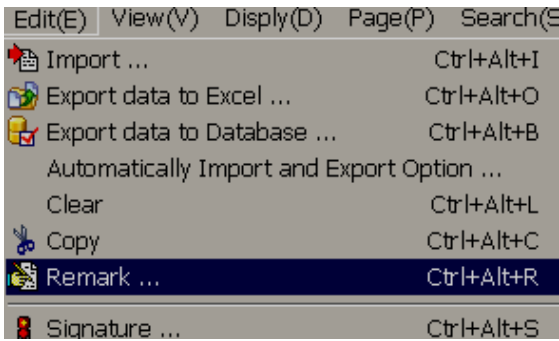 Edit(E) View(V) Disply(D) Page(P) Search(S
Import ... Ctrl+Alt+I
Export data to Excel ... Ctrl+Alt+O
Export data to Database ... Ctrl+Alt+B
Automatically Import and Export Option ...
Clear Ctrl+Alt+L
Copy Ctrl+Alt+C
Remark ... Ctrl+Alt+R
Signature ... Ctrl+Alt+S